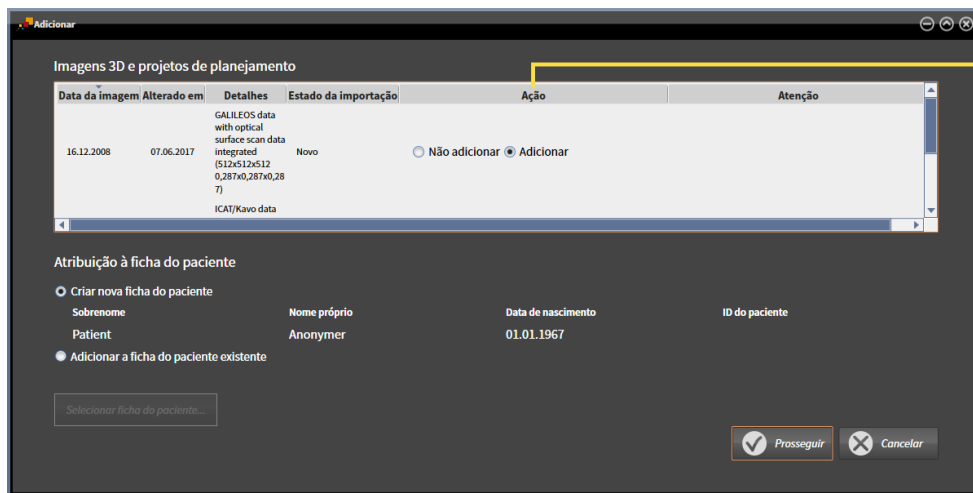 Adicionar
Imagens 3D e projetos de planejamento
Data da imagem Alterado em Detalhes Estado da importação Ação Atenção
GALILEOS data
with optical
surface scan data
16.12.2008 07.06.2017 integrated Novo Não adicionar Adicionar
(512x512x512
0,287x0,287x0,28
7)
ICAT/Kavo data
Atribuição à ficha do paciente
Criar nova ficha do paciente
Sobrenome Nome próprio Data de nascimento ID do paciente
Patient Anonymer 01.01.1967
Adicionar a ficha do paciente existente
Selecionar ficha do paciente...
Prosseguir Cancelar